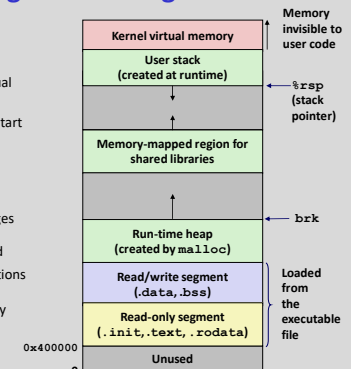 Memory
invisible to
user code
Kernel virtual memory
User stack
(created at runtime)
%rsp
(stack
pointer)
Memory-mapped region for
shared libraries
brk
Run-time heap
(created by malloc)
Read/write segment
(.data,.bss)
Read-only segment
(.init,.text,.rodata)
Loaded
from
the
executable
file
0x400000
Unused